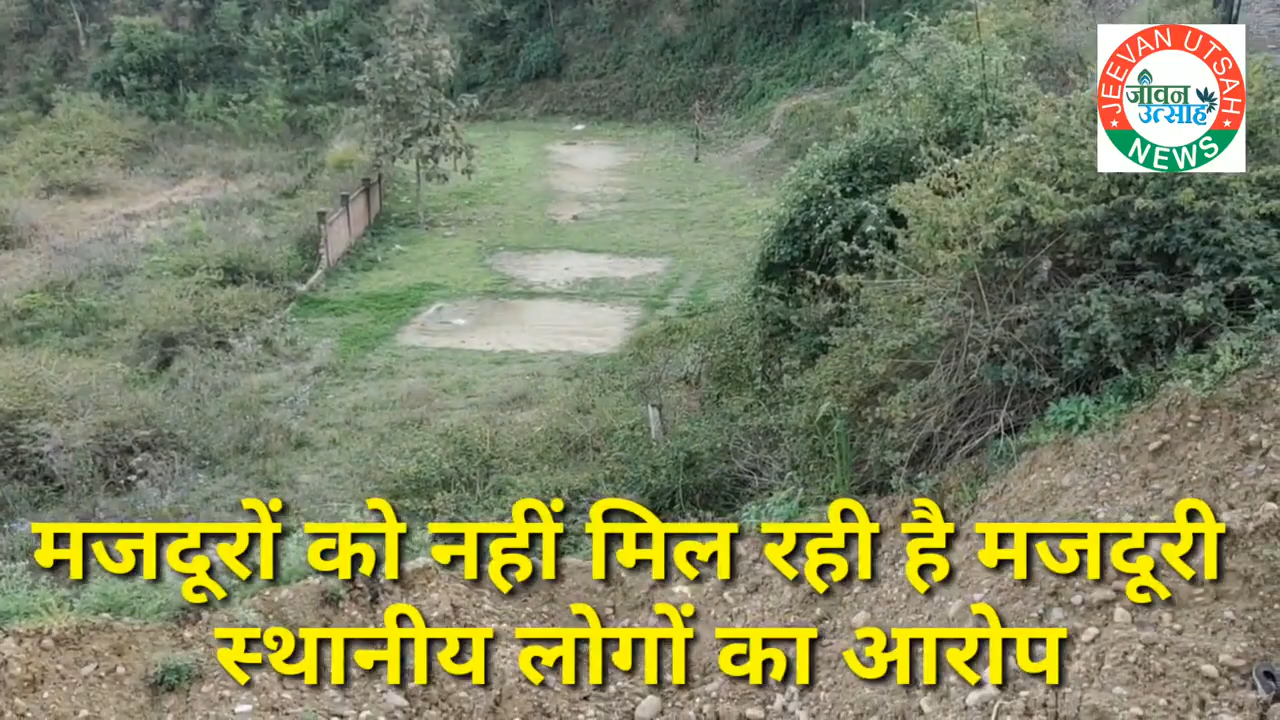 JEEVAN UTSAH
जीवन
उत्साह
NEWS
मजदूरों को नहीं मिल रही है मजदूरी
स्थानीय लोगों का आरोप